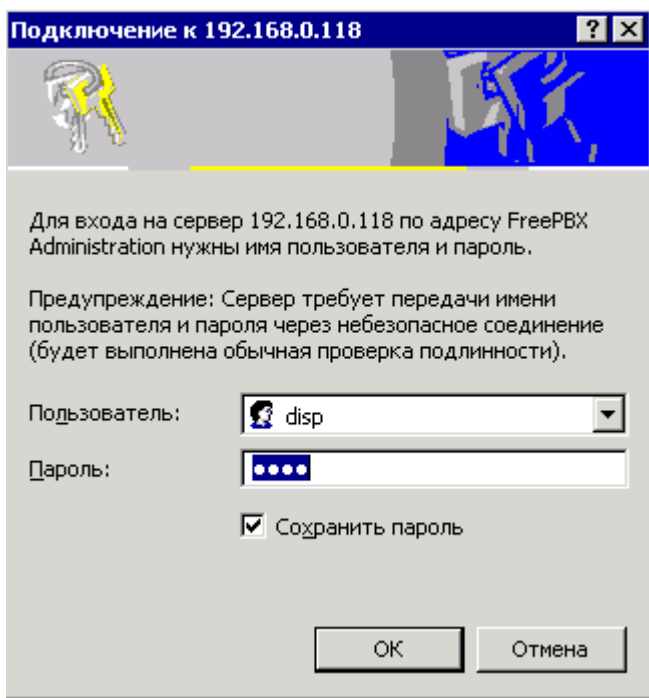 Подключение к 192.168.0.118
Для входа на сервер 192.168.0.118 по адресу FreePBX
Administration нужны имя пользователя и пароль.
Предупреждение: Сервер требует передачи имени
пользователя и пароля через небезопасное соединение
(будет выполнена обычная проверка подлинности).
Пользователь: disp
Пароль: ••••
Сохранить пароль
OK Отмена